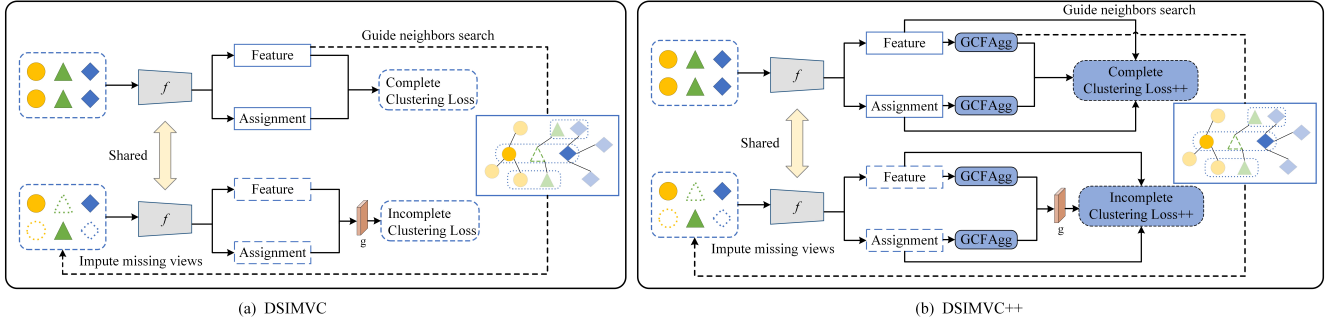 Guide neighbors search
Feature
f
Complete
Clustering Loss
Assignment
Shared
Feature
f
Incomplete
Clustering Loss
g
Assignment
Impute missing views
(a) DSIMVC
Guide neighbors search
Feature
GCFAgg
f
Complete
Clustering Loss++
Assignment
GCFAgg
Shared
Feature
GCFAgg
f
Incomplete
Clustering Loss++
g
Assignment
GCFAgg
Impute missing views
(b) DSIMVC++